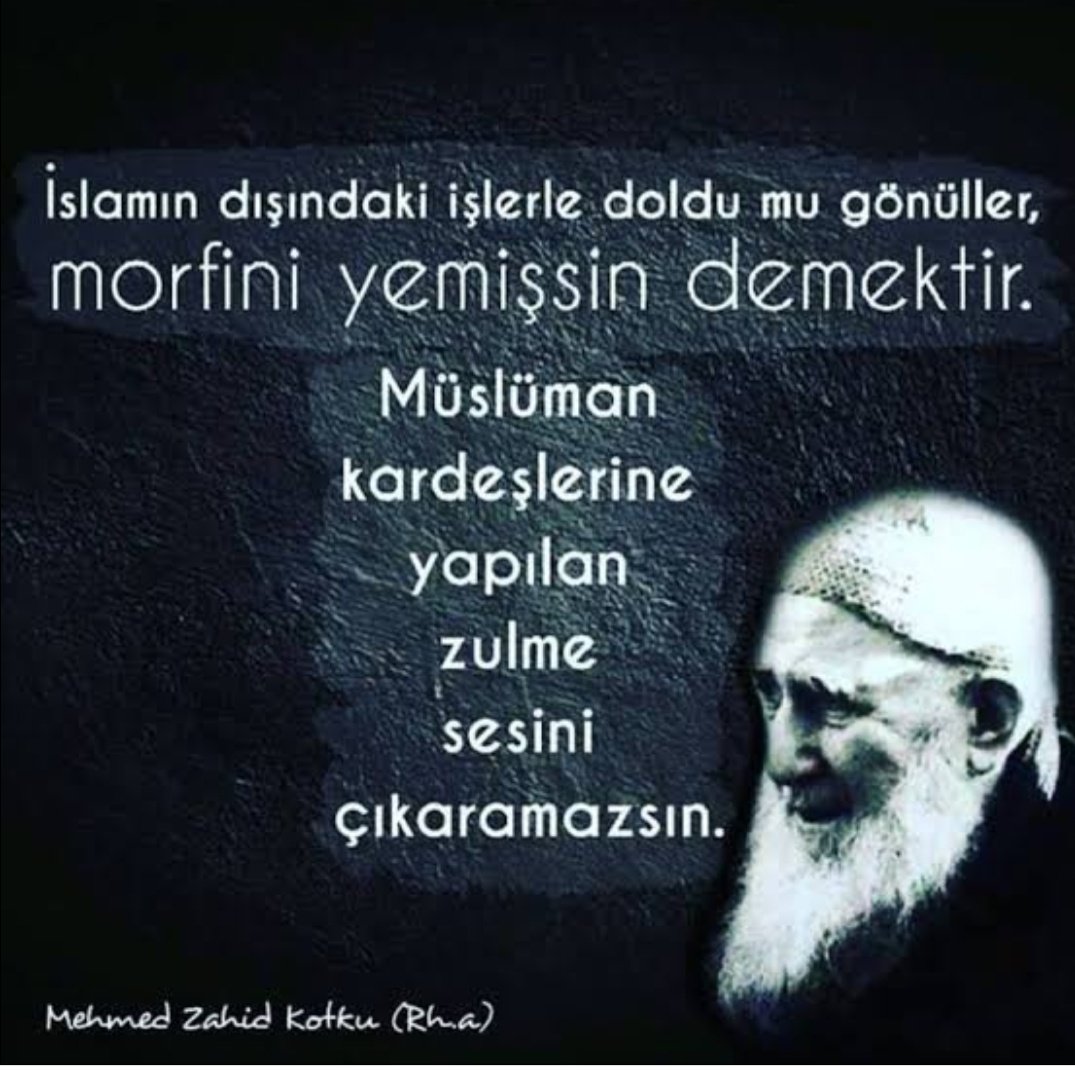 İslamın dışındaki işlerle doldu mu gönüller,
morfini yemişsin demektir.
Müslüman
kardeşlerine
yapılan
zulme
sesini
çıkaramazsın.
Mehmed Zahid Kotku (Rh.a)